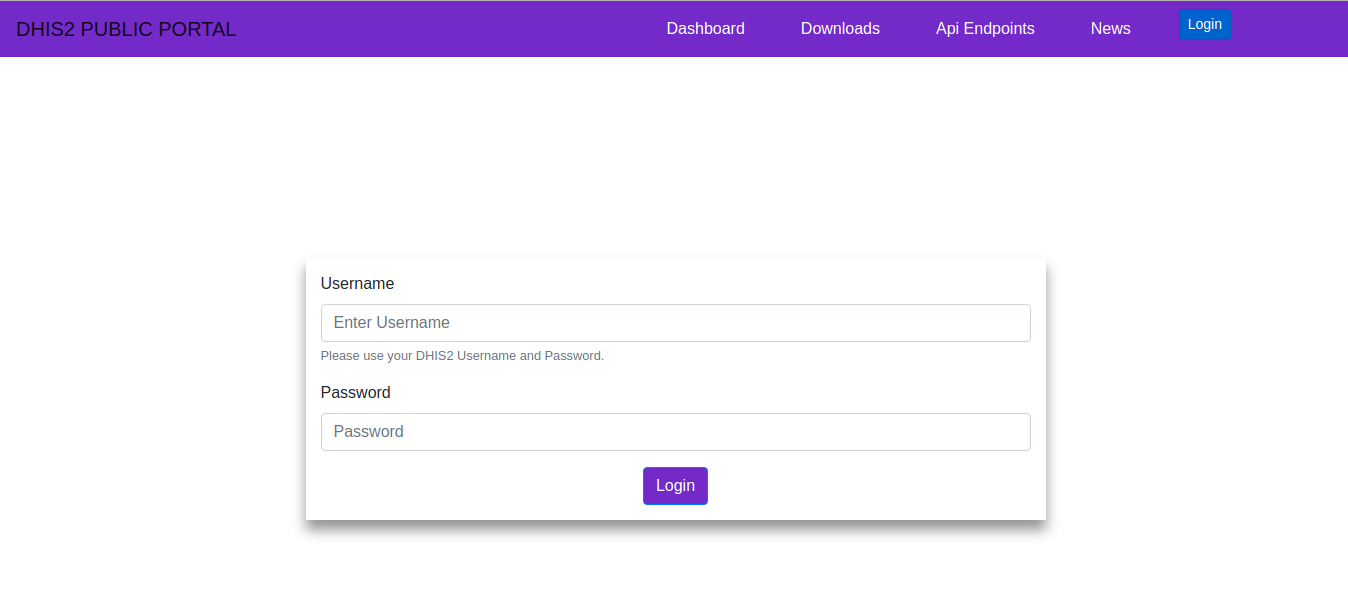 DHIS2 PUBLIC PORTAL Dashboard Downloads Api Endpoints News Login
Username
Enter Username
Please use your DHIS2 Username and Password.
Password
Password
Login